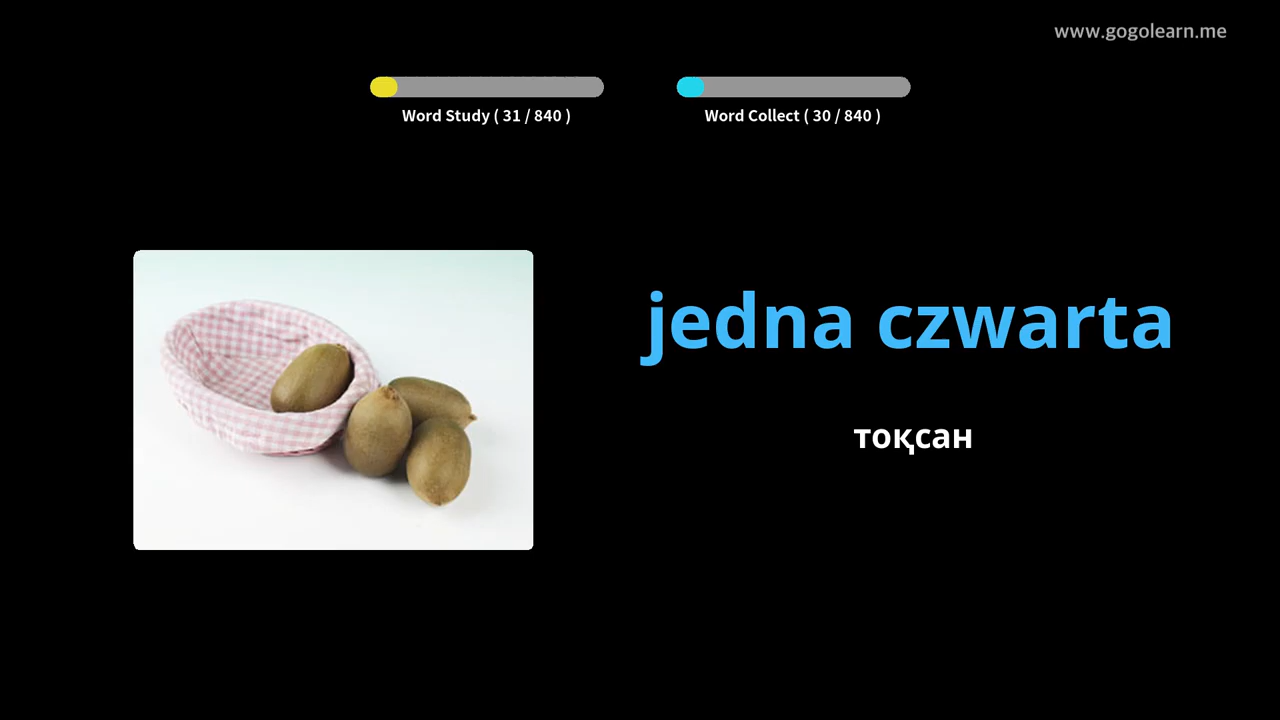 www.gogolearn.me
Word Study ( 31 / 840 )
Word Collect ( 30 / 840 )
jedna czwarta
тоқсан